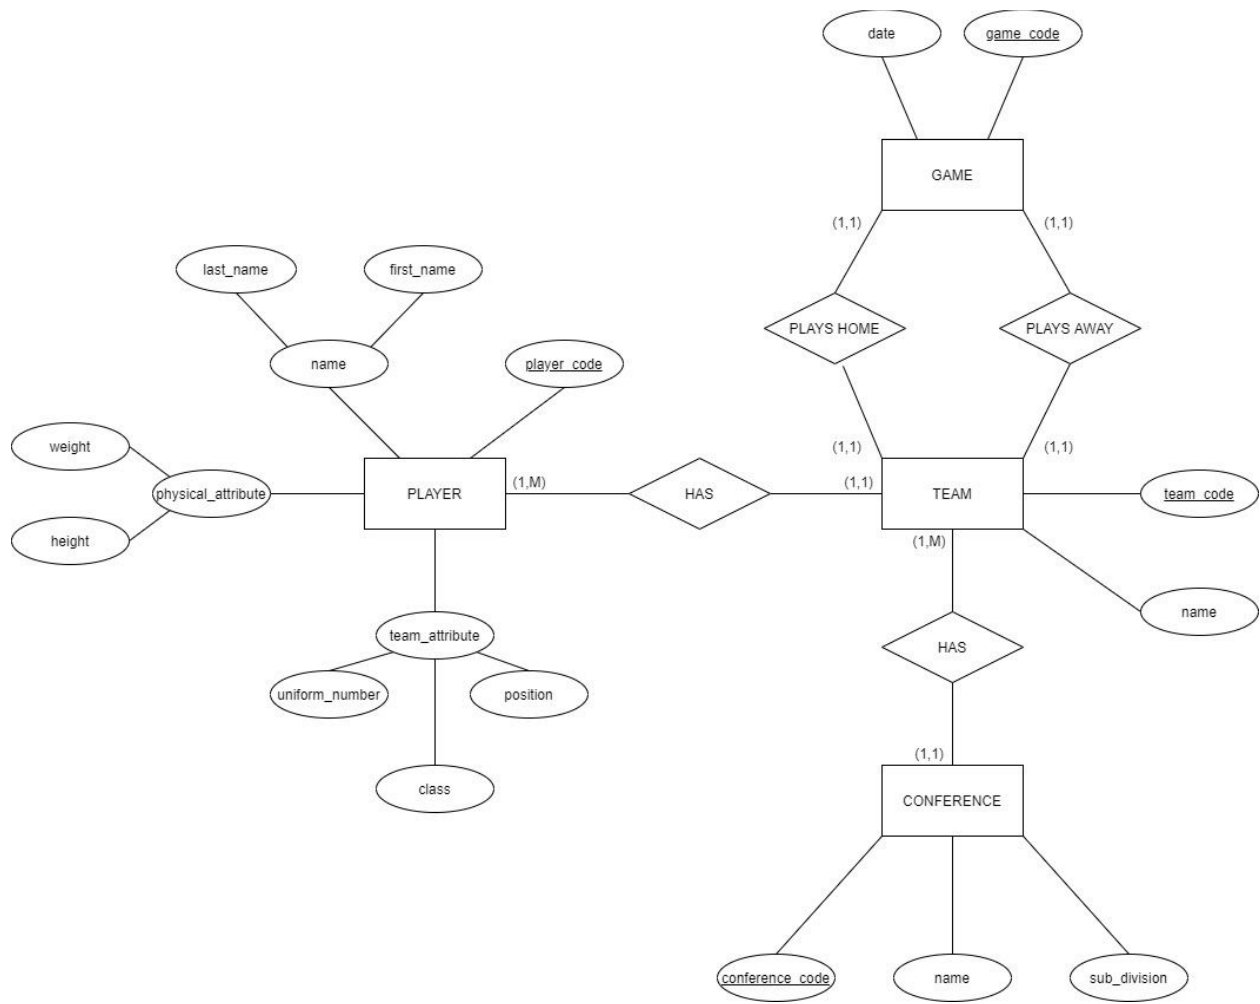 date
game_code
GAME
(1,1)
(1,1)
last_name
first_name
PLAYS HOME
PLAYS AWAY
name
player_code
weight
(1,1)
(1,1)
physical_attribute
PLAYER
(1,M)
HAS
(1,1)
TEAM
team_code
height
(1,M)
name
team_attribute
HAS
uniform_number
position
(1,1)
class
CONFERENCE
conference_code
name
sub_division